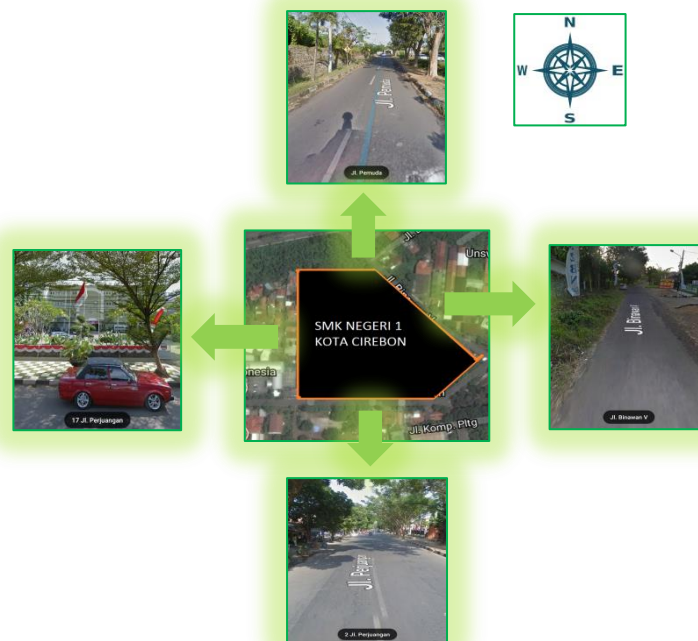 N
W E
S
Jl. Pemuda
Jl. Pemuda
Unsw
Jl. Binawan V
SMK NEGERI 1
KOTA CIREBON
onesia
Jl. Komp. Pltg
17 Jl. Perjuangan
Jl. Binawan V
Jl. Perjuangan
2 Jl. Perjuangan